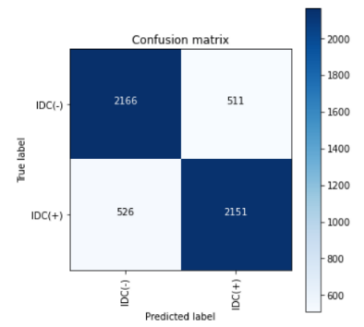 Confusion matrix
True label
IDC(-)
2166
511
IDC(+)
526
2151
IDC(-)
IDC(+)
Predicted label
2000
1800
1600
1400
1200
1000
800
600